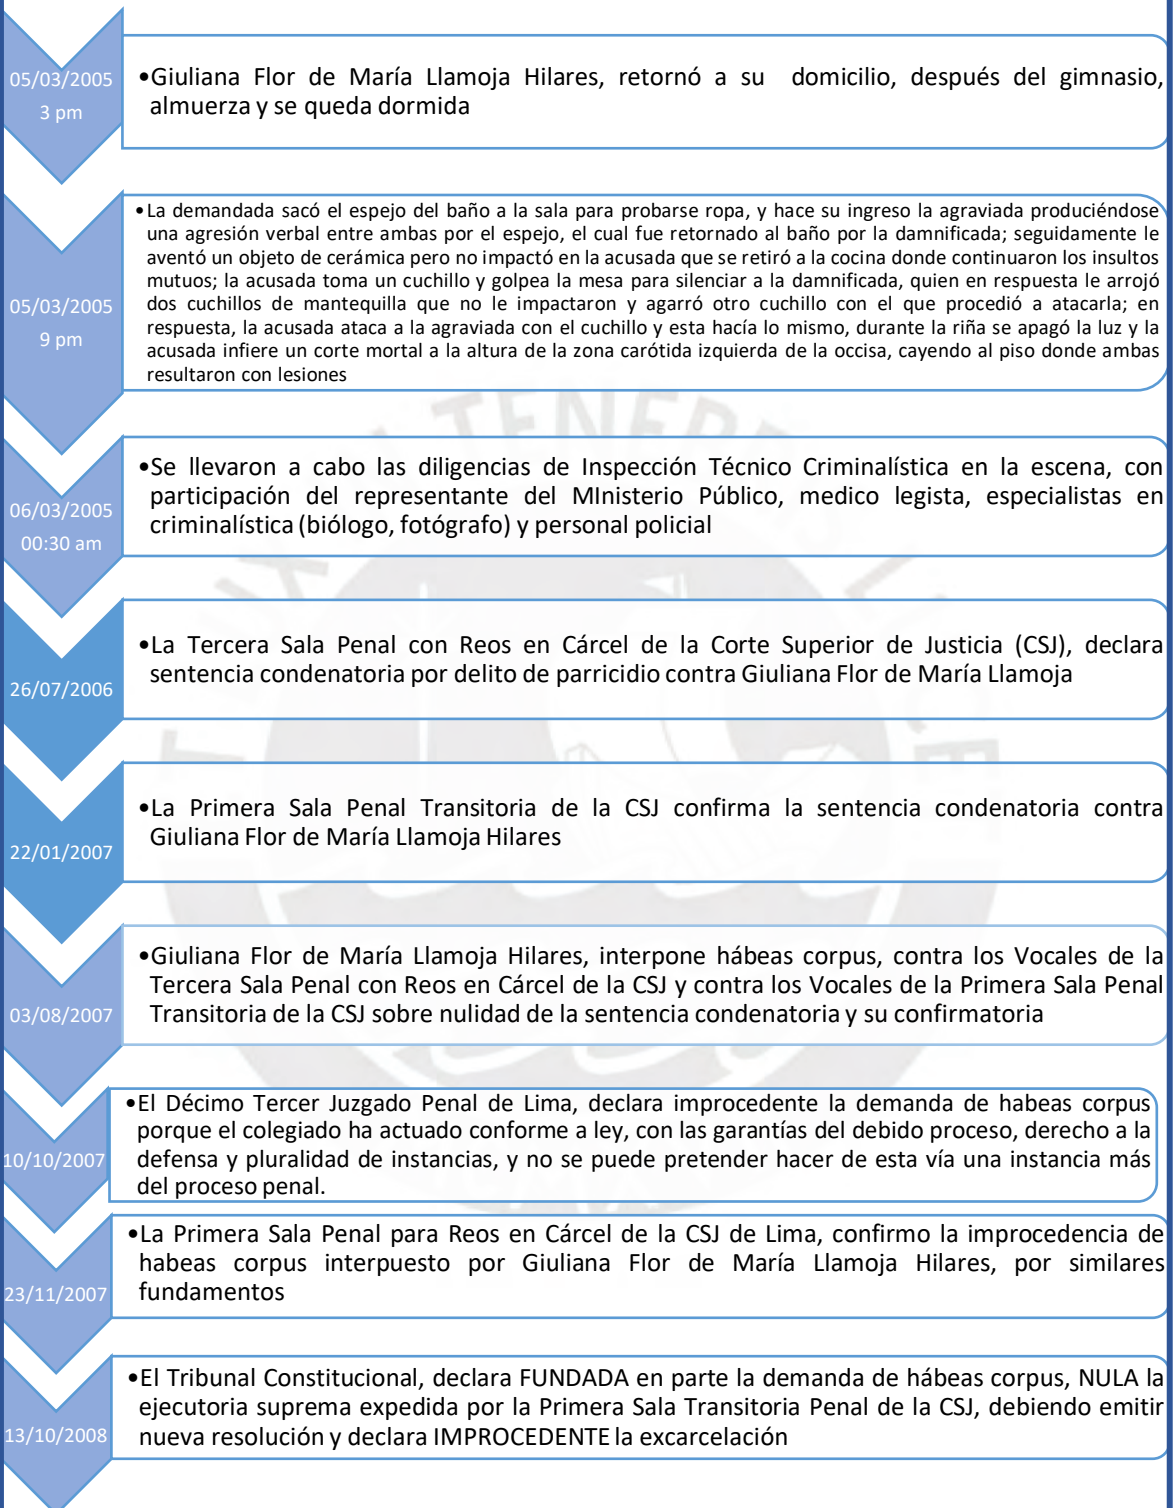 05/03/2005
3 pm
•Giuliana Flor de María Llamoja Hilares, retornó a su domicilio, después del gimnasio,
almuerza y se queda dormida
05/03/2005
9 pm
•La demandada sacó el espejo del baño a la sala para probarse ropa, y hace su ingreso la agraviada produciéndose
una agresión verbal entre ambas por el espejo, el cual fue retornado al baño por la damnificada; seguidamente le
aventó un objeto de cerámica pero no impactó en la acusada que se retiró a la cocina donde continuaron los insultos
mutuos; la acusada toma un cuchillo y golpea la mesa para silenciar a la damnificada, quien en respuesta le arrojó
dos cuchillos de mantequilla que no le impactaron y agarró otro cuchillo con el que procedió a atacarla; en
respuesta, la acusada ataca a la agraviada con el cuchillo y esta hacía lo mismo, durante la riña se apagó la luz y la
acusada infiere un corte mortal a la altura de la zona carótida izquierda de la occisa, cayendo al piso donde ambas
resultaron con lesiones
06/03/2005
00:30 am
•Se llevaron a cabo las diligencias de Inspección Técnico Criminalística en la escena, con
participación del representante del MInisterio Público, medico legista, especialistas en
criminalística (biólogo, fotógrafo) y personal policial
26/07/2006
•La Tercera Sala Penal con Reos en Cárcel de la Corte Superior de Justicia (CSJ), declara
sentencia condenatoria por delito de parricidio contra Giuliana Flor de María Llamoja
22/01/2007
•La Primera Sala Penal Transitoria de la CSJ confirma la sentencia condenatoria contra
Giuliana Flor de María Llamoja Hilares
03/08/2007
•Giuliana Flor de María Llamoja Hilares, interpone hábeas corpus, contra los Vocales de la
Tercera Sala Penal con Reos en Cárcel de la CSJ y contra los Vocales de la Primera Sala Penal
Transitoria de la CSJ sobre nulidad de la sentencia condenatoria y su confirmatoria
10/10/2007
•El Décimo Tercer Juzgado Penal de Lima, declara improcedente la demanda de habeas corpus
porque el colegiado ha actuado conforme a ley, con las garantías del debido proceso, derecho a la
defensa y pluralidad de instancias, y no se puede pretender hacer de esta vía una instancia más
del proceso penal.
23/11/2007
•La Primera Sala Penal para Reos en Cárcel de la CSJ de Lima, confirmo la improcedencia de
habeas corpus interpuesto por Giuliana Flor de María Llamoja Hilares, por similares
fundamentos
13/10/2008
•El Tribunal Constitucional, declara FUNDADA en parte la demanda de hábeas corpus, NULA la
ejecutoria suprema expedida por la Primera Sala Transitoria Penal de la CSJ, debiendo emitir
nueva resolución y declara IMPROCEDENTE la excarcelación